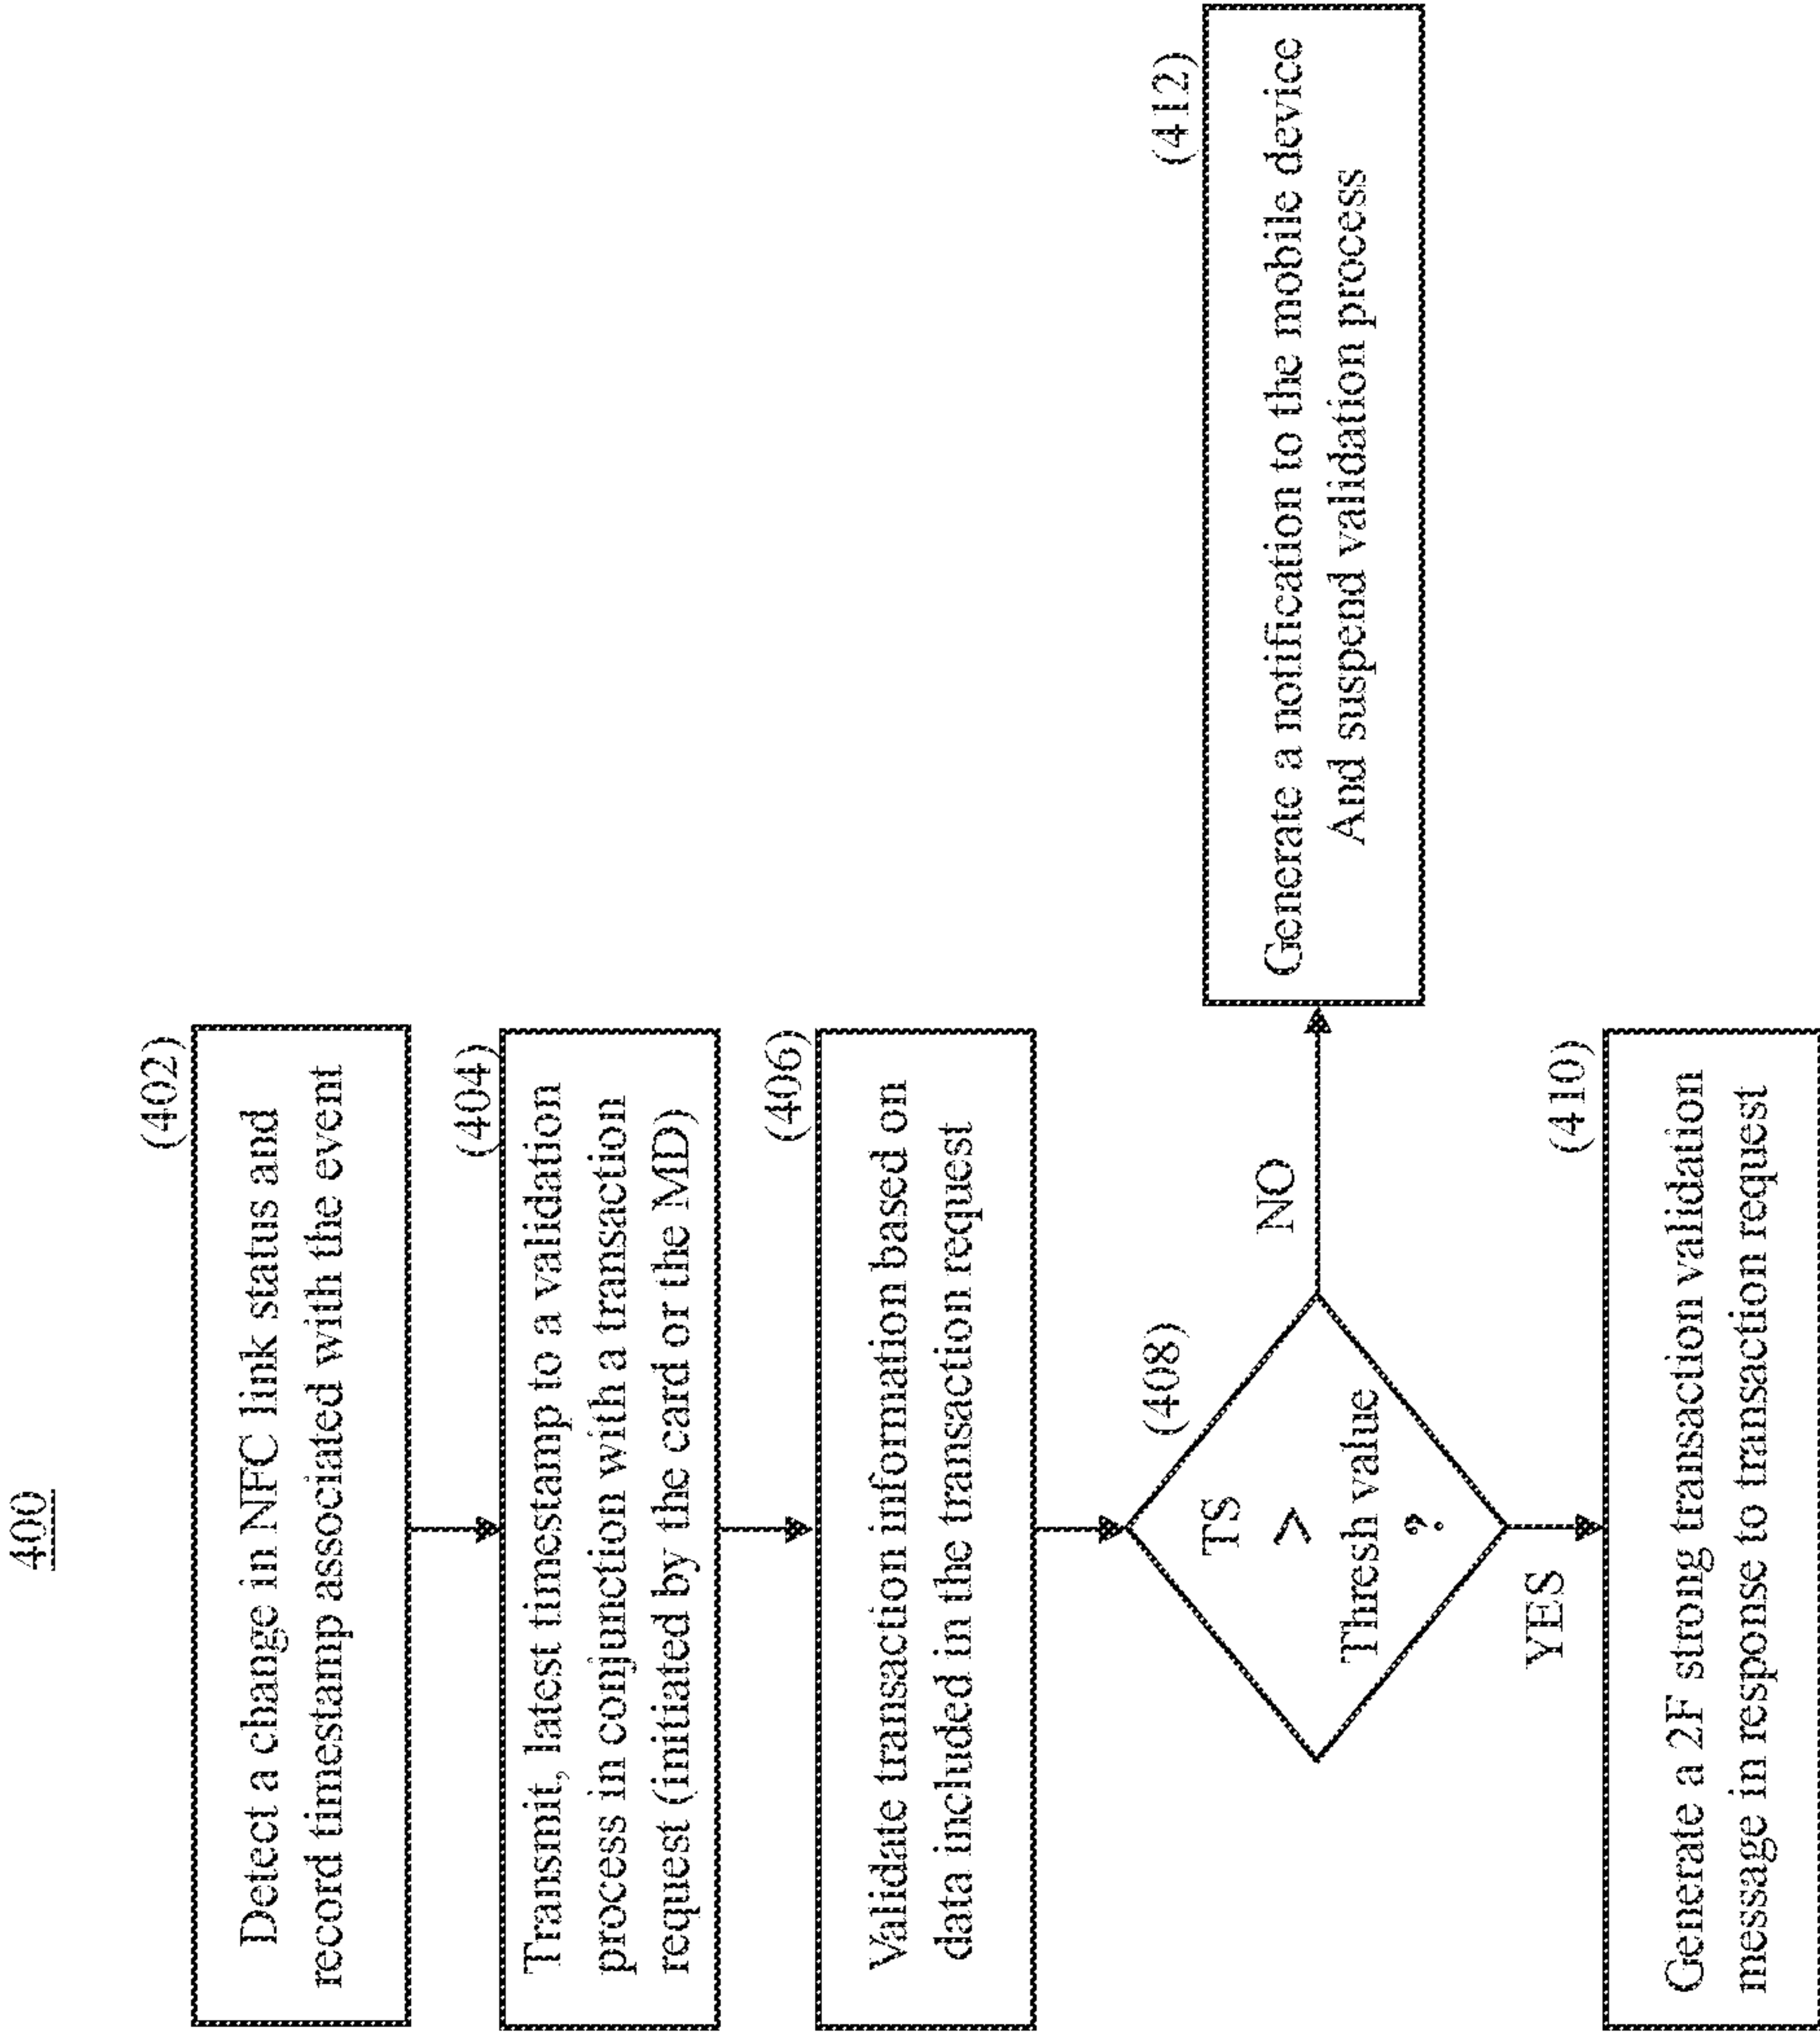 400
(402)
Detect a change in NFC link status and
record timestamp associated with the event
(404)
Transmit, latest timestamp to a validation
process in conjunction with a transaction
request (initiated by the card or the MD)
(406)
Validate transaction information based on
data included in the transaction request
(408)
TS
>
Thresh value
?
NO
(412)
Generate a notification to the mobile device
And suspend validation process
YES
(410)
Generate a 2F strong transaction validation
message in response to transaction request